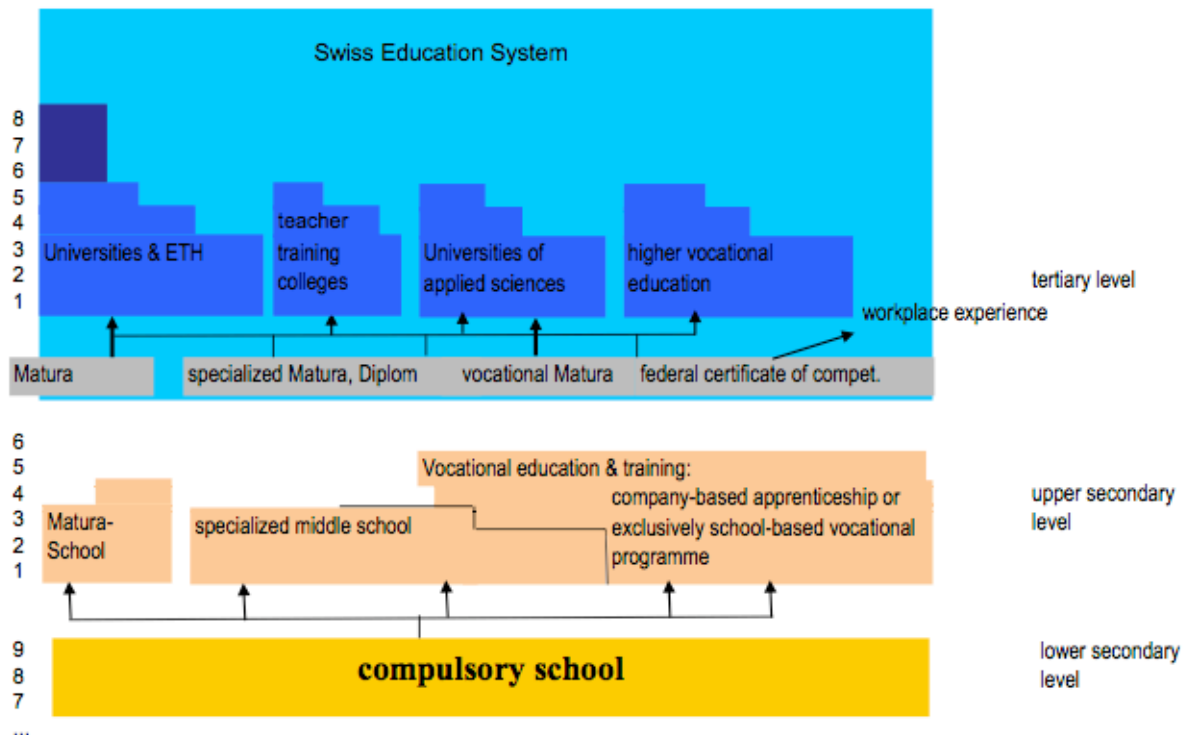 Swiss Education System
8
7
6
5
4
3
2
1
Universities & ETH
teacher
training
colleges
Universities of
applied sciences
higher vocational
education
tertiary level
workplace experience
Matura
specialized Matura, Diplom
vocational Matura
federal certificate of compet.
6
5
4
3
2
1
Matura-
School
specialized middle school
Vocational education & training:
company-based apprenticeship or
exclusively school-based vocational
programme
upper secondary
level
9
8
7
...
compulsory school
lower secondary
level